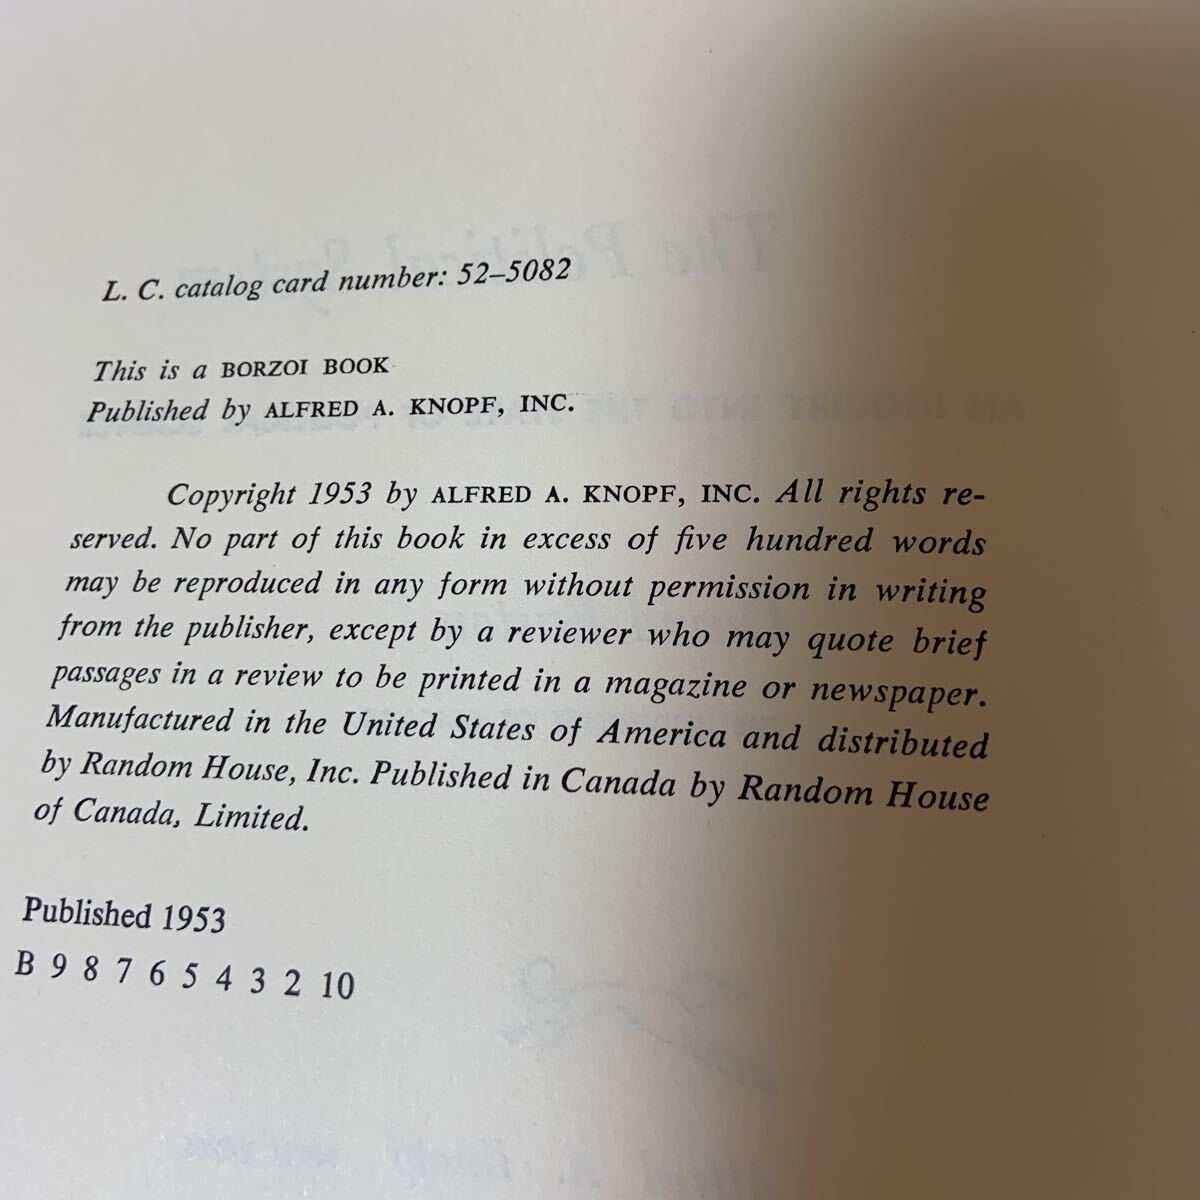 L. C. catalog card number: 52–5082
This is a BORZOI BOOK
Published by ALFRED A. KNOPF, INC.
Copyright 1953 by ALFRED A. KNOPF, INC. All rights re-
served. No part of this book in excess of five hundred words
may be reproduced in any form without permission in writing
from the publisher, except by a reviewer who may quote brief
passages in a review to be printed in a magazine or newspaper.
Manufactured in the United States of America and distributed
by Random House, Inc. Published in Canada by Random House
of Canada, Limited.
Published 1953
B 9 8 7 6 5 4 3 2 10